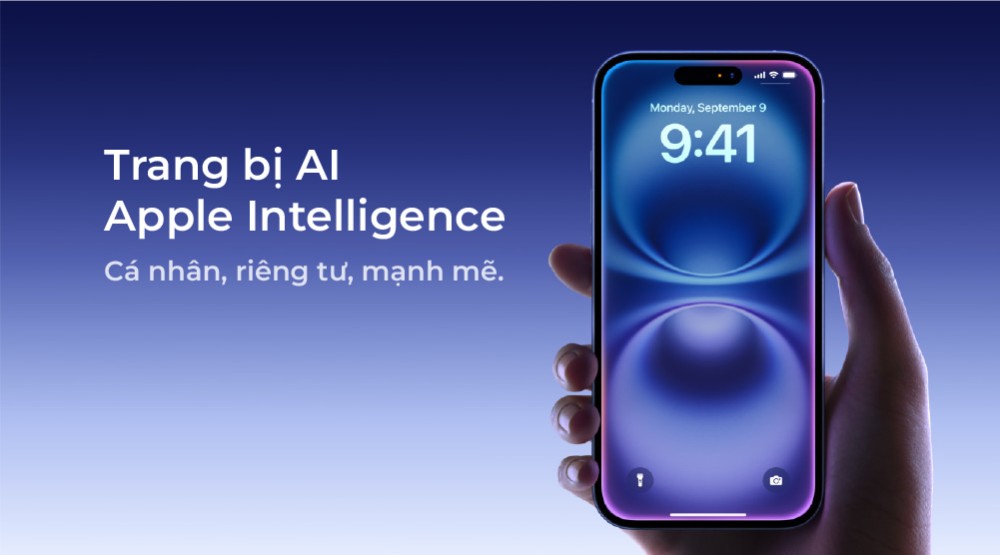 Trang bị AI
Apple Intelligence
Cá nhân, riêng tư, mạnh mẽ.
Monday, September 9
9:41